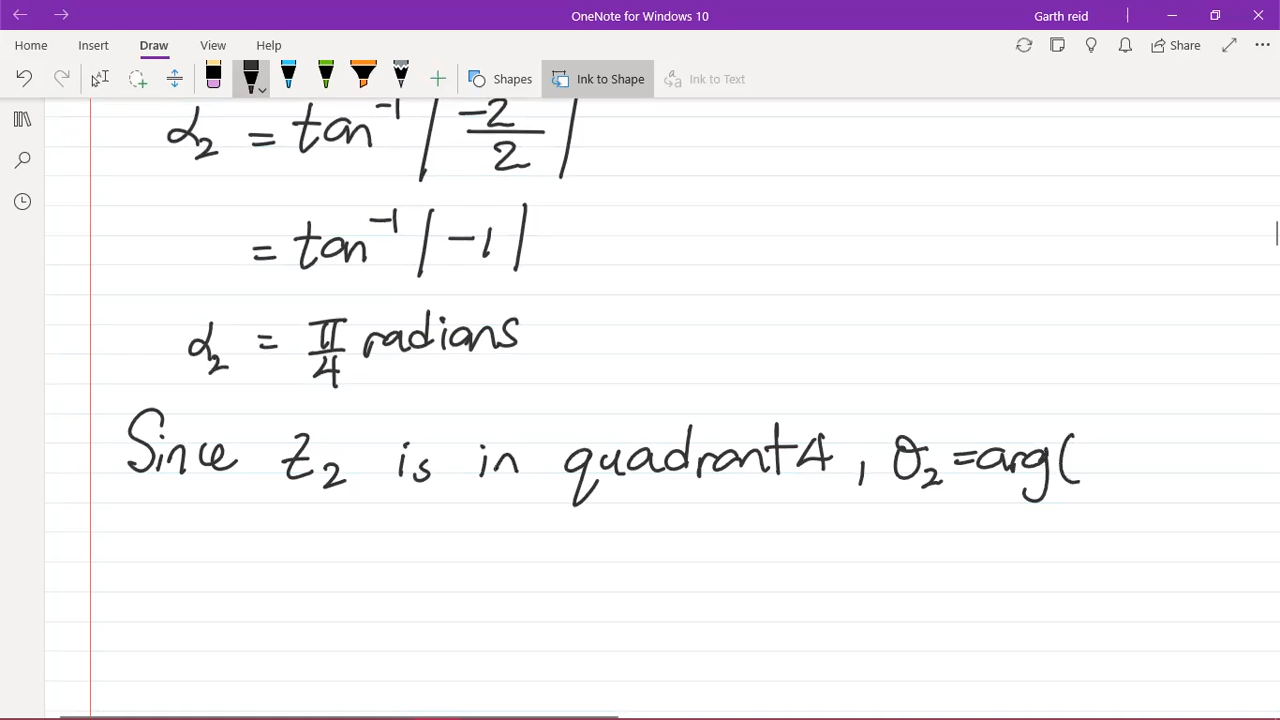 OneNote for Windows 10
Garth reid
Home Insert Draw View Help
Share
Shapes
Ink to Shape
Ink to Text
α₂ = tan⁻¹ | -2/2 |
= tan⁻¹ | -1 |
α₂ = π/4 radians
Since z₂ is in quadrant 4, θ₂ = arg(